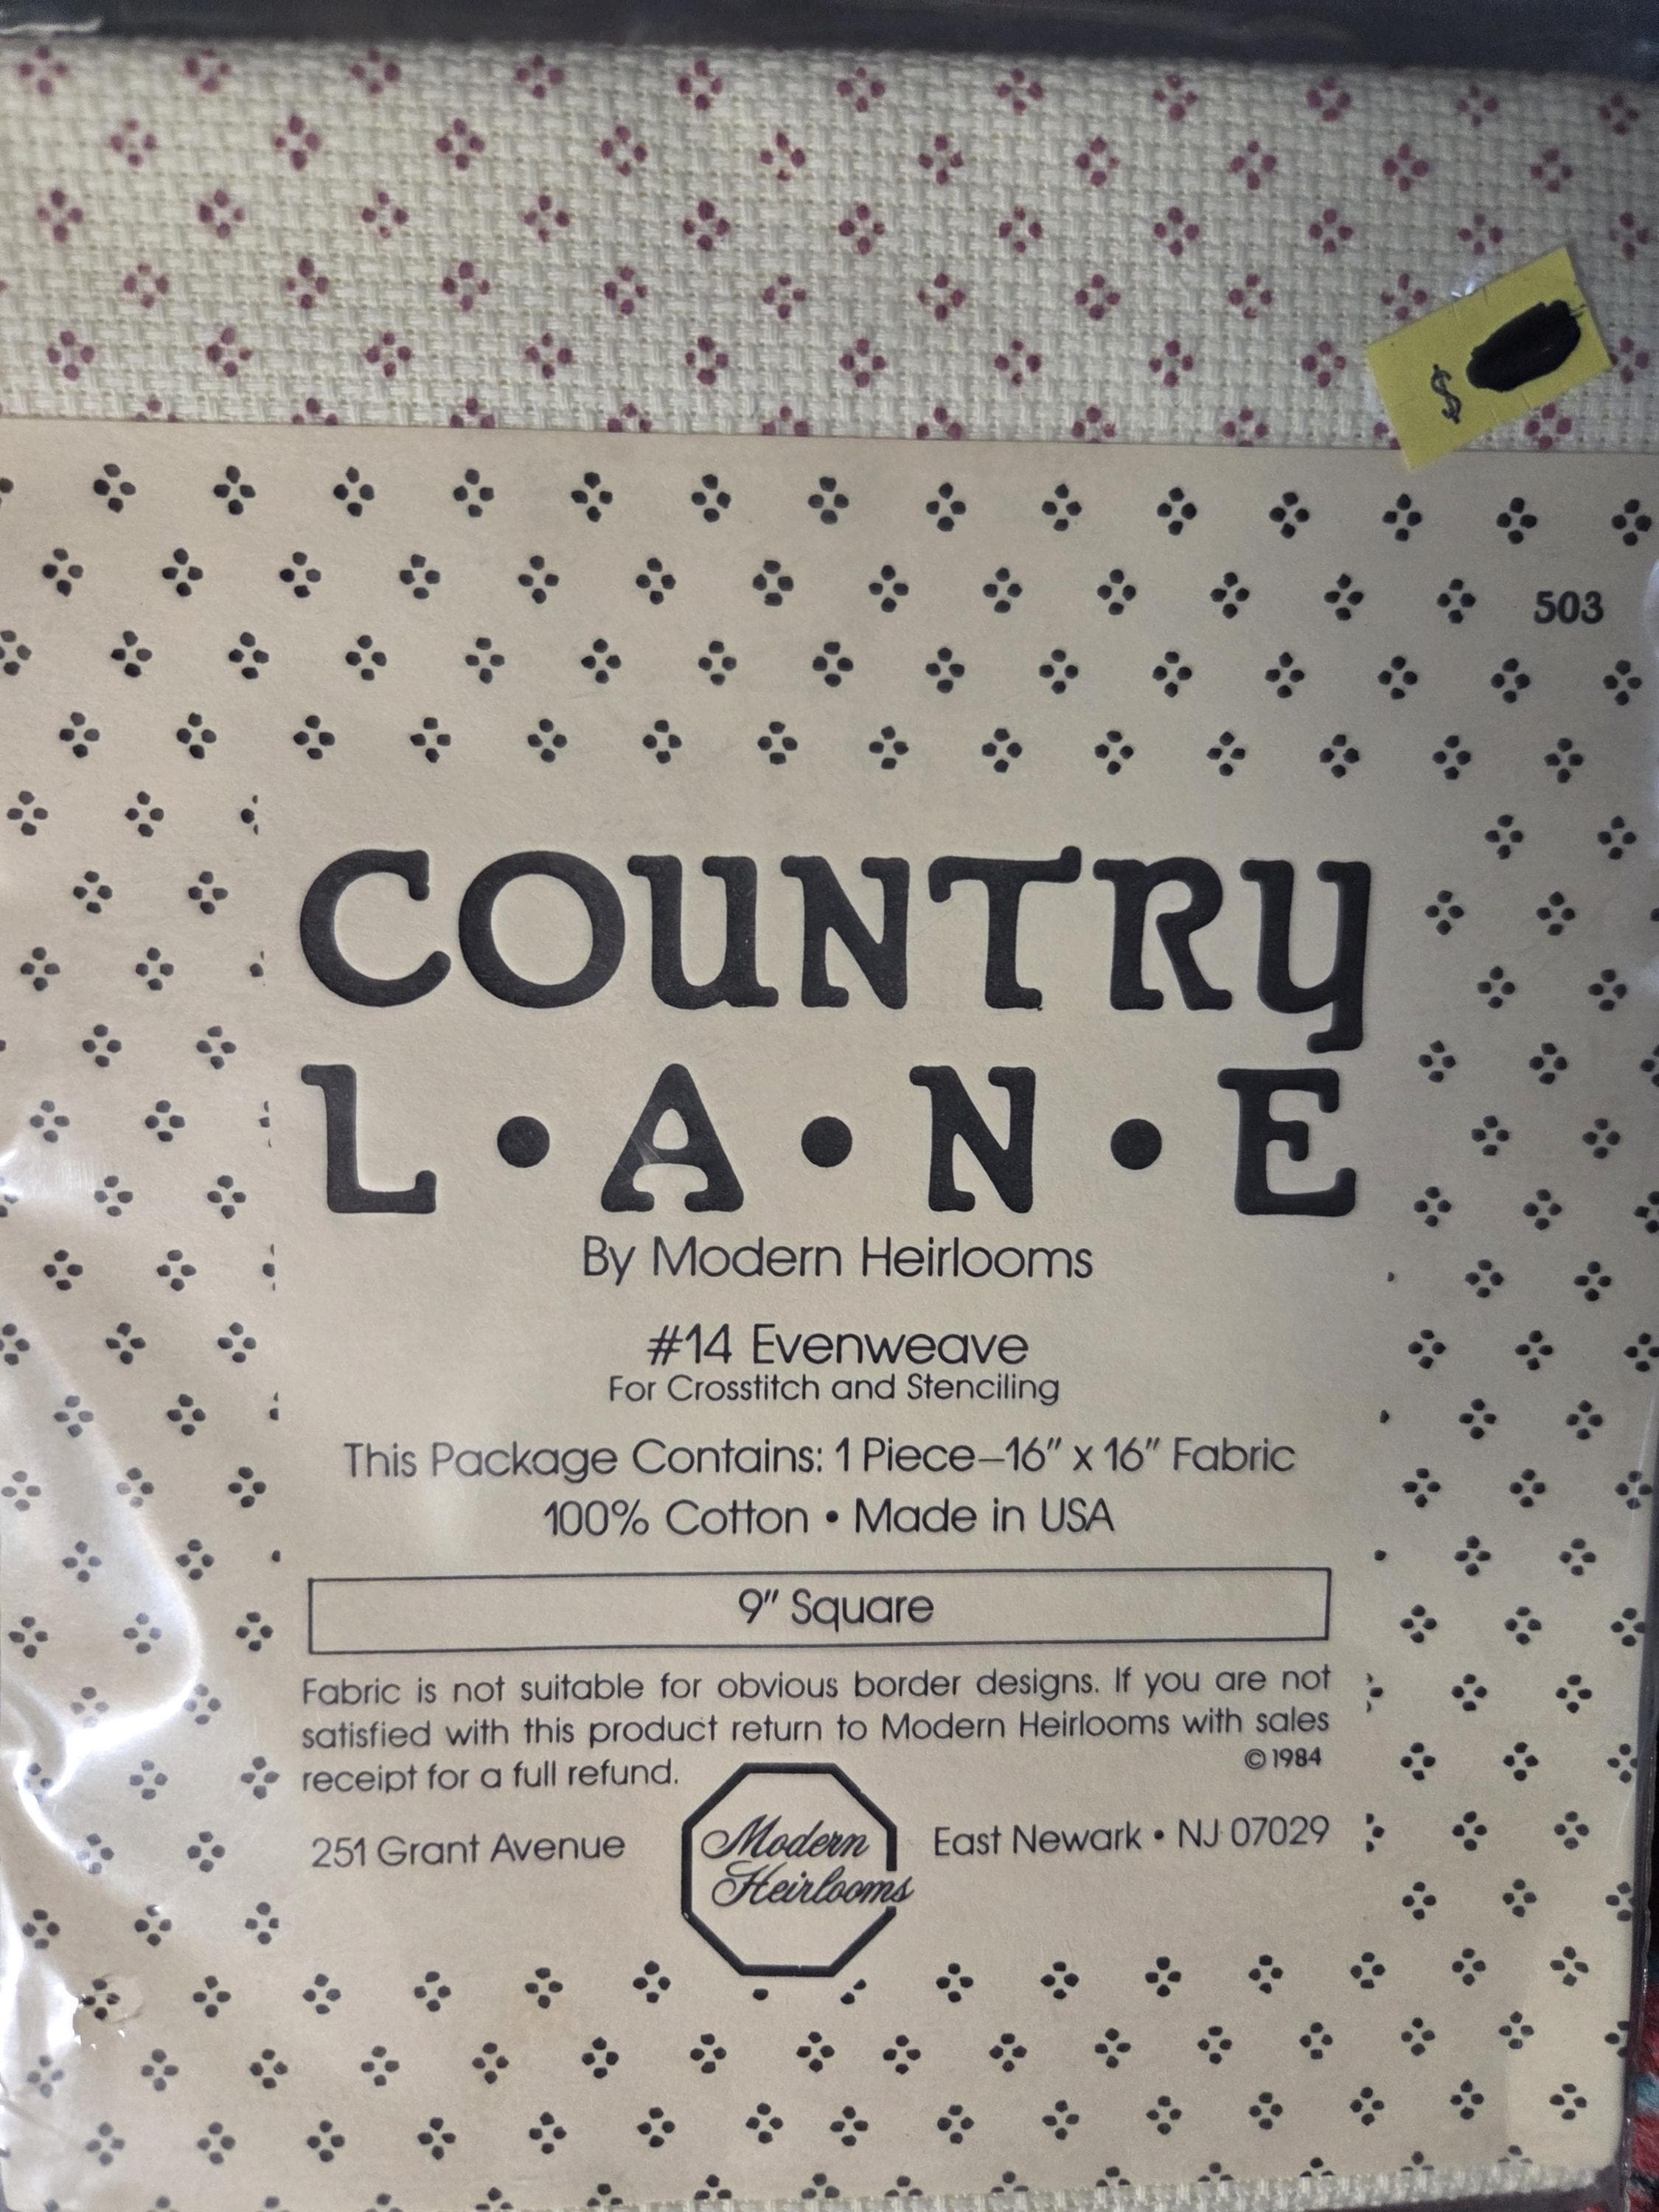 $
503
COUNTRY
L•A•N•E
By Modern Heirlooms
#14 Evenweave
For Crosstitch and Stenciling
This Package Contains: 1 Piece–16" x 16" Fabric
100% Cotton • Made in USA
9" Square
Fabric is not suitable for obvious border designs. If you are not
satisfied with this product return to Modern Heirlooms with sales
receipt for a full refund.
©1984
251 Grant Avenue
Modern
Heirlooms
East Newark • NJ 07029